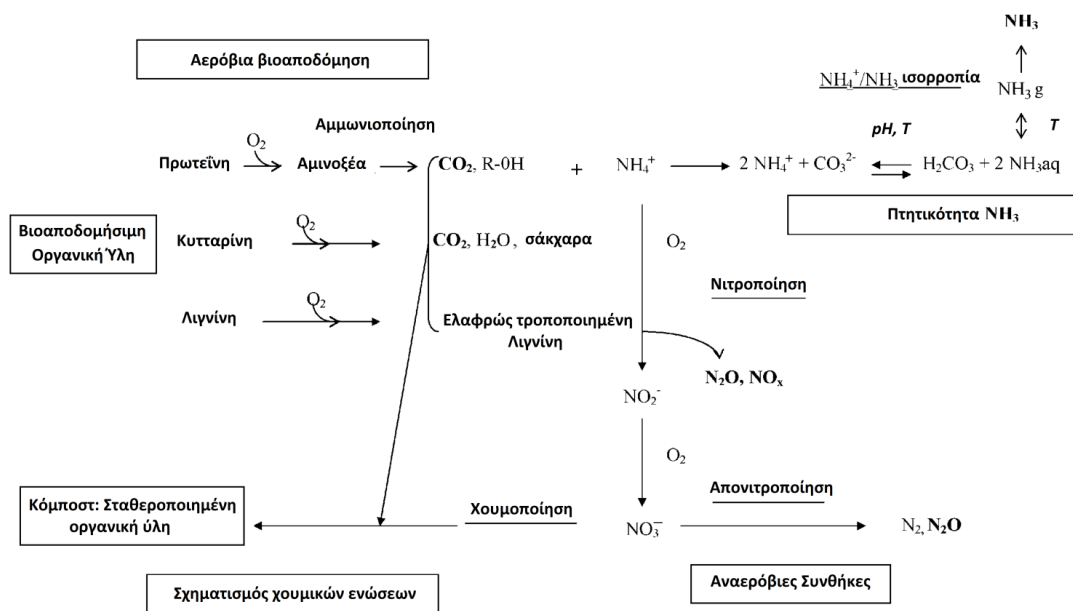 NH₃
Αερόβια βιοαποδόμηση
NH₄⁺/NH₃ ισορροπία
NH₃ g
Αμμωνιοποίηση
pH, T
T
O₂
Πρωτεΐνη
Αμινοξέα
CO₂, R-0H
+
NH₄⁺
2 NH₄⁺ + CO₃²⁻
H₂CO₃ + 2 NH₃aq
Πτητικότητα NH₃
Βιοαποδομήσιμη
Οργανική Ύλη
O₂
Κυτταρίνη
CO₂, H₂O, σάκχαρα
O₂
Νιτροποίηση
O₂
Λιγνίνη
Ελαφρώς τροποποιημένη
Λιγνίνη
N₂O, NOₓ
NO₂⁻
O₂
Κόμποστ: Σταθεροποιημένη
οργανική ύλη
Χουμοποίηση
NO₃⁻
Απονιτροποίηση
N₂, N₂O
Σχηματισμός χουμικών ενώσεων
Αναερόβιες Συνθήκες